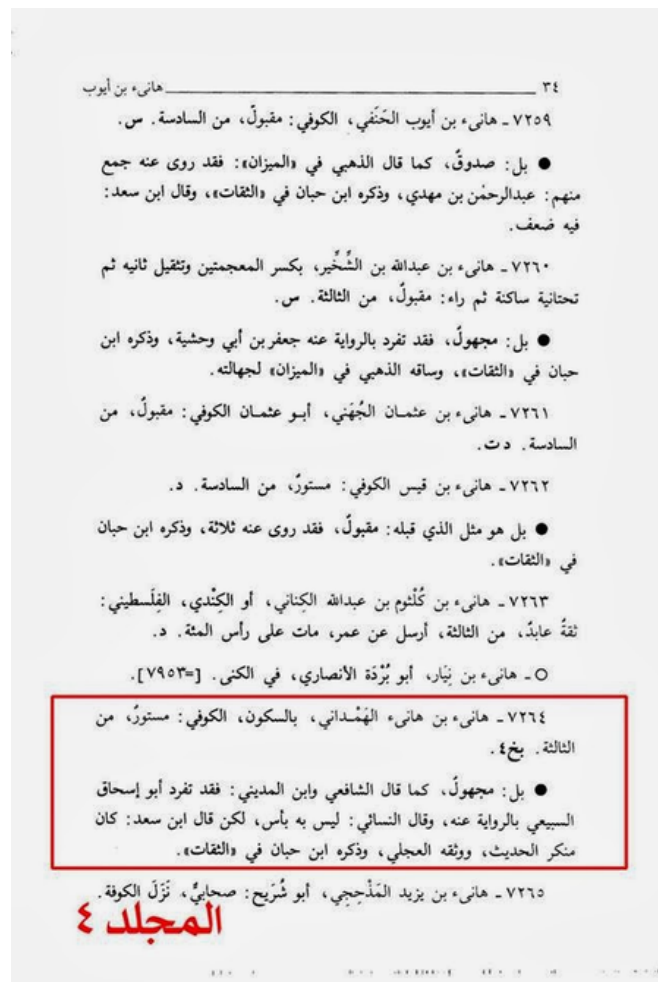 ٣٤ ــــــ هانىء بن أيوب
٧٢٥٩ ـ هانىء بن أيوب الحَنَفي، الكوفي: مقبولٌ، من السادسة. س.
● بل: صدوقٌ، كما قال الذهبي في «الميزان»: فقد روى عنه جمع
منهم: عبدالرحمٰن بن مهدي، وذكره ابن حبان في «الثقات»، وقال ابن سعد:
فيه ضعف.
٧٢٦٠ ـ هانىء بن عبدالله بن الشِّخِّير، بكسر المعجمتين وتثقيل ثانيه ثم
تحتانية ساكنة ثم راء: مقبولٌ، من الثالثة. س.
● بل: مجهولٌ، فقد تفرد بالرواية عنه جعفر بن أبي وحشية، وذكره ابن
حبان في «الثقات»، وساقه الذهبي في «الميزان» لجهالته.
٧٢٦١ ـ هانىء بن عثمان الجُهَني، أبو عثمان الكوفي: مقبولٌ، من
السادسة. د ت.
٧٢٦٢ ـ هانىء بن قيس الكوفي: مستورٌ، من السادسة. د.
● بل هو مثل الذي قبله: مقبولٌ، فقد روى عنه ثلاثة، وذكره ابن حبان
في «الثقات».
٧٢٦٣ ـ هانىء بن كُلْثوم بن عبدالله الكِناني، أو الكِنْدي، الفِلَسطيني:
ثقةٌ عابدٌ، من الثالثة، أرسل عن عمر، مات على رأس المئة. د.
○ ـ هانىء بن نِيَار، أبو بُرْدَة الأنصاري، في الكنى. [=٧٩٥٣].
٧٢٦٤ ـ هانىء بن هانىء الهَمْداني، بالسكون، الكوفي: مستورٌ، من
الثالثة. بخ٤.
● بل: مجهولٌ، كما قال الشافعي وابن المديني: فقد تفرد أبو إسحاق
السبيعي بالرواية عنه، وقال النسائي: ليس به بأس، لكن قال ابن سعد: كان
منكر الحديث، ووثقه العجلي، وذكره ابن حبان في «الثقات».
٧٢٦٥ ـ هانىء بن يزيد المَذْحِجي، أبو شُرَيح: صحابيٌّ، نَزَلَ الكوفة.
المجلد ٤